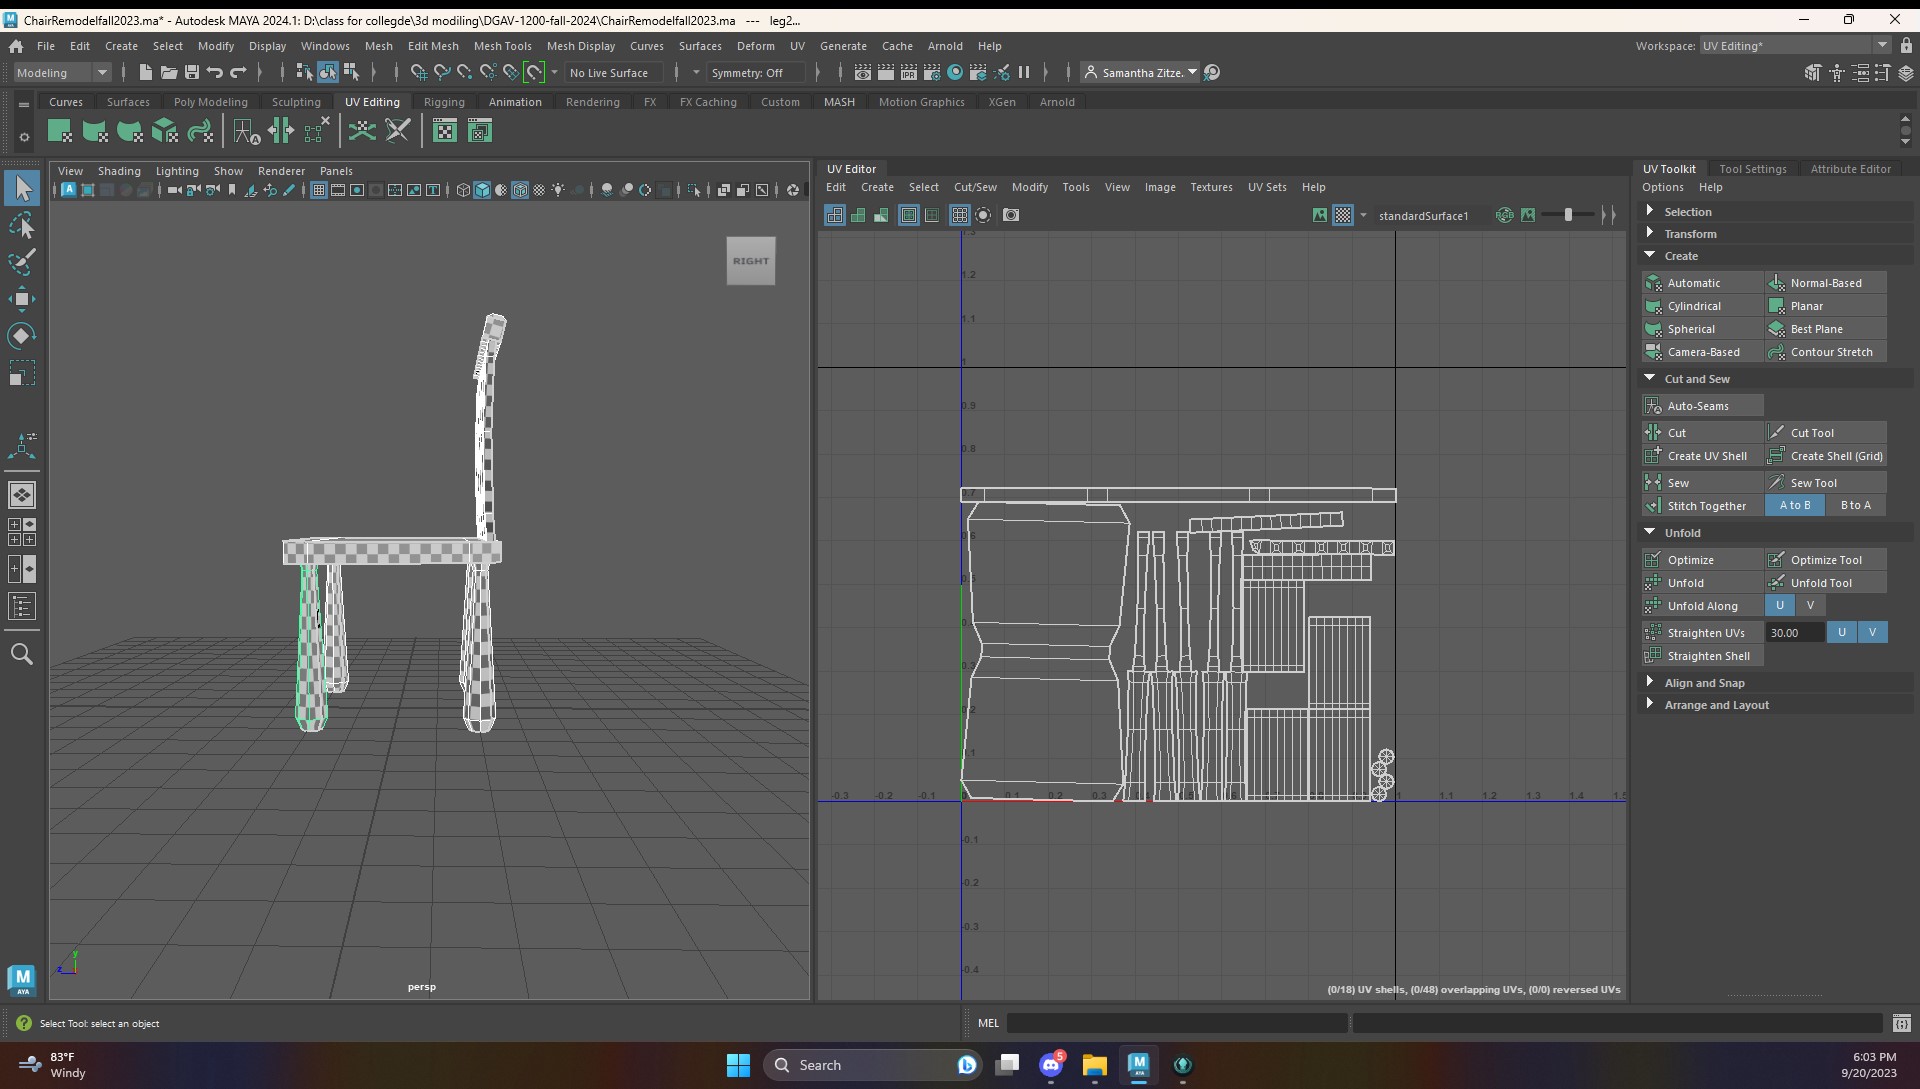 ChairRemodelfall2023.ma* - Autodesk MAYA 2024.1: D:\class for collegde\3d modiling\DGAV-1200-fall-2024\ChairRemodelfall2023.ma --- leg2...
File Edit Create Select Modify Display Windows Mesh Edit Mesh Mesh Tools Mesh Display Curves Surfaces Deform UV Generate Cache Arnold Help Workspace: UV Editing*
Modeling No Live Surface Symmetry: Off Samantha Zitze.
Curves Surfaces Poly Modeling Sculpting UV Editing Rigging Animation Rendering FX FX Caching Custom MASH Motion Graphics XGen Arnold
View Shading Lighting Show Renderer Panels
RIGHT
persp
UV Editor
Edit Create Select Cut/Sew Modify Tools View Image Textures UV Sets Help
standardSurface1
1.3
1.2
1.1
1
0.9
0.8
0.7
0.6
0.5
0.4
0.3
0.2
0.1
-0.3 -0.2 -0.1 0 0.1 0.2 0.3 1 1.1 1.2 1.3 1.4 1.5
-0.1
-0.2
-0.3
-0.4
(0/18) UV shells, (0/48) overlapping UVs, (0/0) reversed UVs
UV Toolkit Tool Settings Attribute Editor
Options Help
Selection
Transform
Create
Automatic Normal-Based
Cylindrical Planar
Spherical Best Plane
Camera-Based Contour Stretch
Cut and Sew
Auto-Seams
Cut Cut Tool
Create UV Shell Create Shell (Grid)
Sew Sew Tool
Stitch Together A to B B to A
Unfold
Optimize Optimize Tool
Unfold Unfold Tool
Unfold Along U V
Straighten UVs 30.00 U V
Straighten Shell
Align and Snap
Arrange and Layout
Select Tool: select an object
MEL
83°F
Windy
Search
5
6:03 PM
9/20/2023